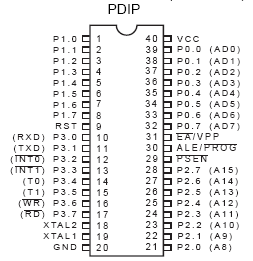 PDIP
P1.0 1 40 VCC
P1.1 2 39 P0.0 (AD0)
P1.2 3 38 P0.1 (AD1)
P1.3 4 37 P0.2 (AD2)
P1.4 5 36 P0.3 (AD3)
P1.5 6 35 P0.4 (AD4)
P1.6 7 34 P0.5 (AD5)
P1.7 8 33 P0.6 (AD6)
RST 9 32 P0.7 (AD7)
(RXD) P3.0 10 31 EA/VPP
(TXD) P3.1 11 30 ALE/PROG
(INT0) P3.2 12 29 PSEN
(INT1) P3.3 13 28 P2.7 (A15)
(T0) P3.4 14 27 P2.6 (A14)
(T1) P3.5 15 26 P2.5 (A13)
(WR) P3.6 16 25 P2.4 (A12)
(RD) P3.7 17 24 P2.3 (A11)
XTAL2 18 23 P2.2 (A10)
XTAL1 19 22 P2.1 (A9)
GND 20 21 P2.0 (A8)